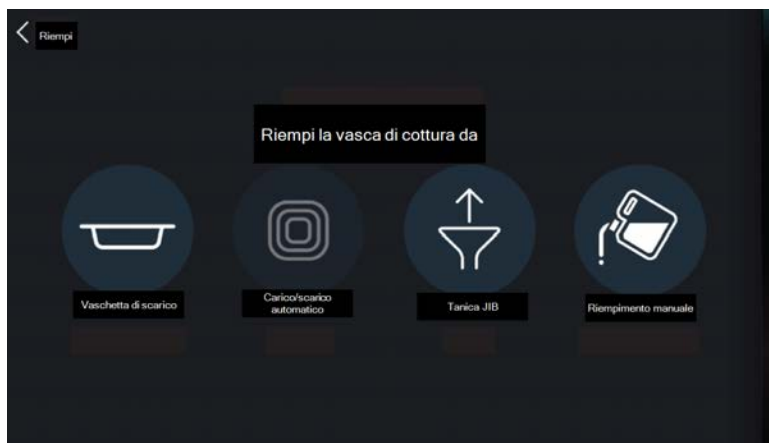 Riempi
Riempi la vasca di cottura da
Vaschetta di scarico
Carico/scarico
automatico
Tanica JIB
Riempimento manuale